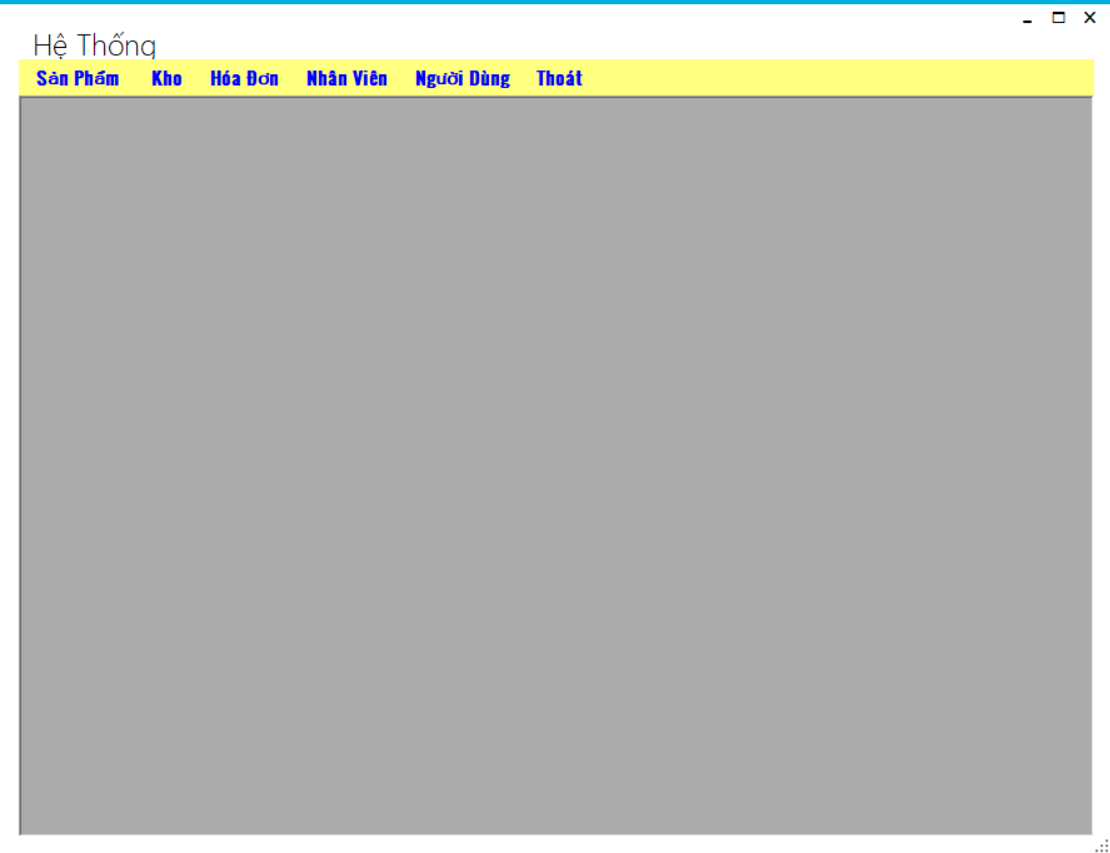 Hệ Thống
Sản Phẩm Kho Hóa Đơn Nhân Viên Người Dùng Thoát